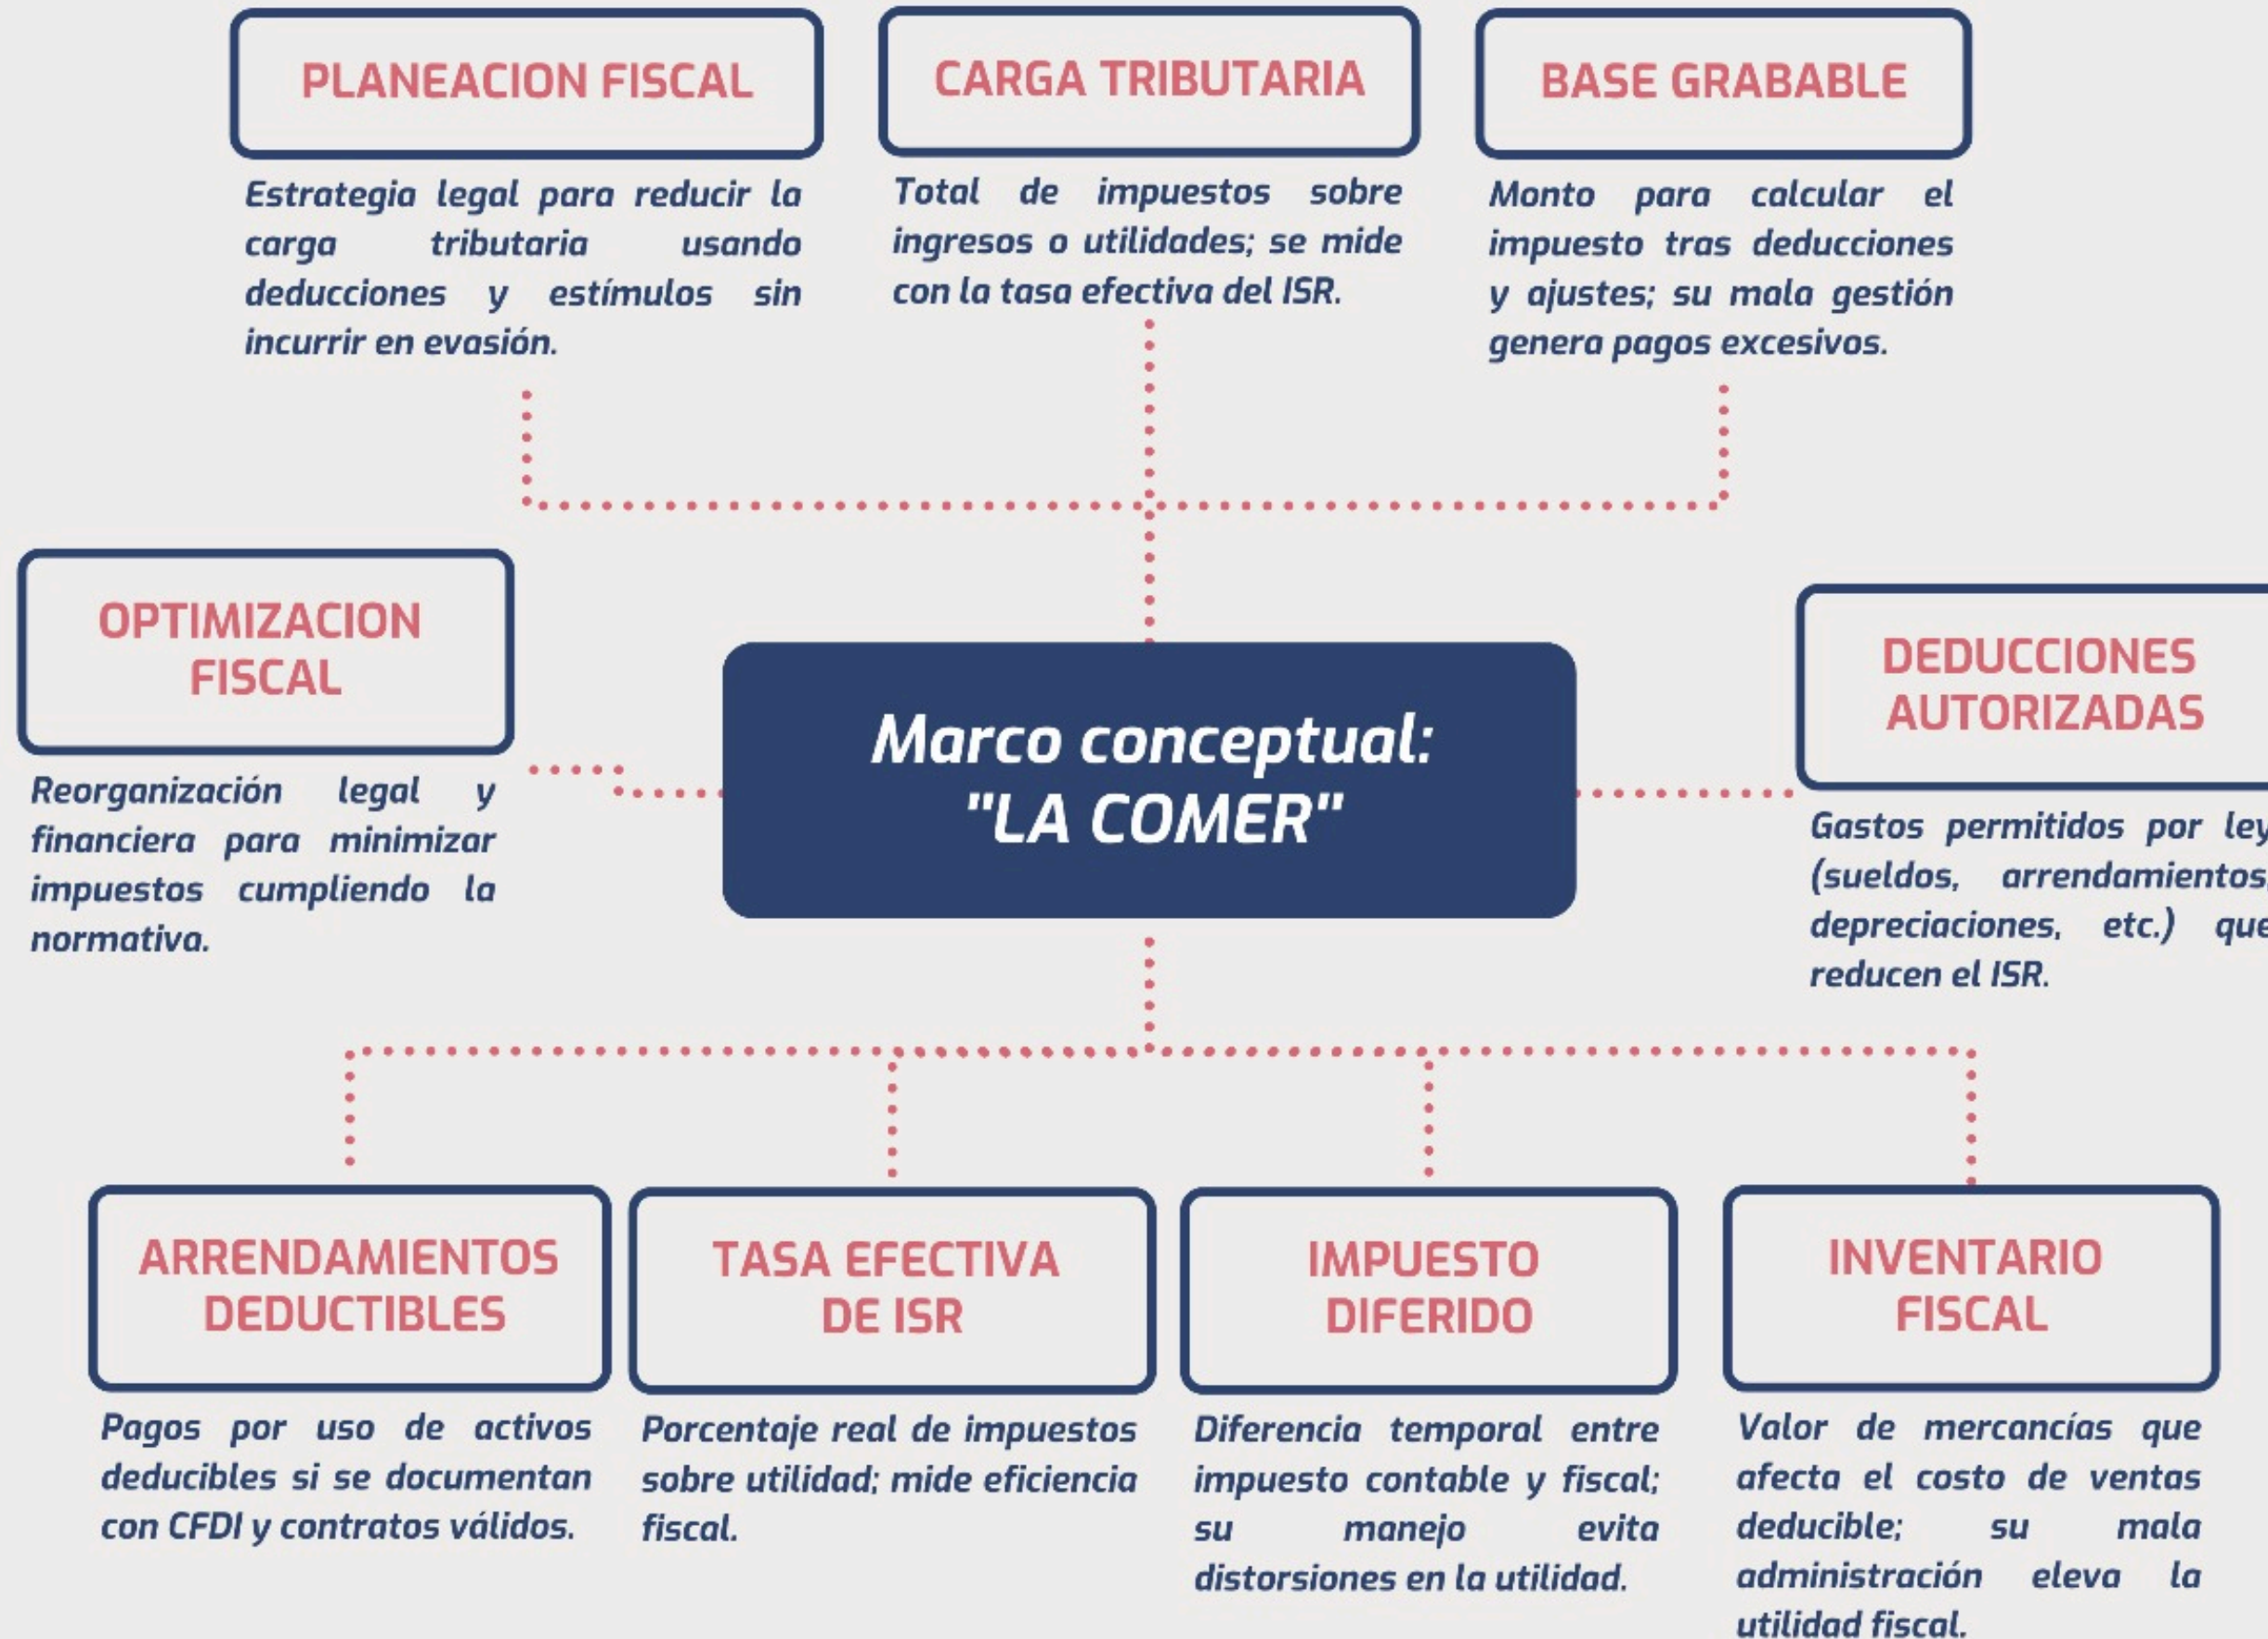 PLANEACION FISCAL
Estrategia legal para reducir la
carga tributaria usando
deducciones y estímulos sin
incurrir en evasión.
CARGA TRIBUTARIA
Total de impuestos sobre
ingresos o utilidades; se mide
con la tasa efectiva del ISR.
BASE GRABABLE
Monto para calcular el
impuesto tras deducciones
y ajustes; su mala gestión
genera pagos excesivos.
OPTIMIZACION
FISCAL
Reorganización legal y
financiera para minimizar
impuestos cumpliendo la
normativa.
Marco conceptual:
"LA COMER"
DEDUCCIONES
AUTORIZADAS
Gastos permitidos por ley
(sueldos, arrendamientos,
depreciaciones, etc.) que
reducen el ISR.
ARRENDAMIENTOS
DEDUCTIBLES
Pagos por uso de activos
deducibles si se documentan
con CFDI y contratos válidos.
TASA EFECTIVA
DE ISR
Porcentaje real de impuestos
sobre utilidad; mide eficiencia
fiscal.
IMPUESTO
DIFERIDO
Diferencia temporal entre
impuesto contable y fiscal;
su manejo evita
distorsiones en la utilidad.
INVENTARIO
FISCAL
Valor de mercancías que
afecta el costo de ventas
deducible; su mala
administración eleva la
utilidad fiscal.